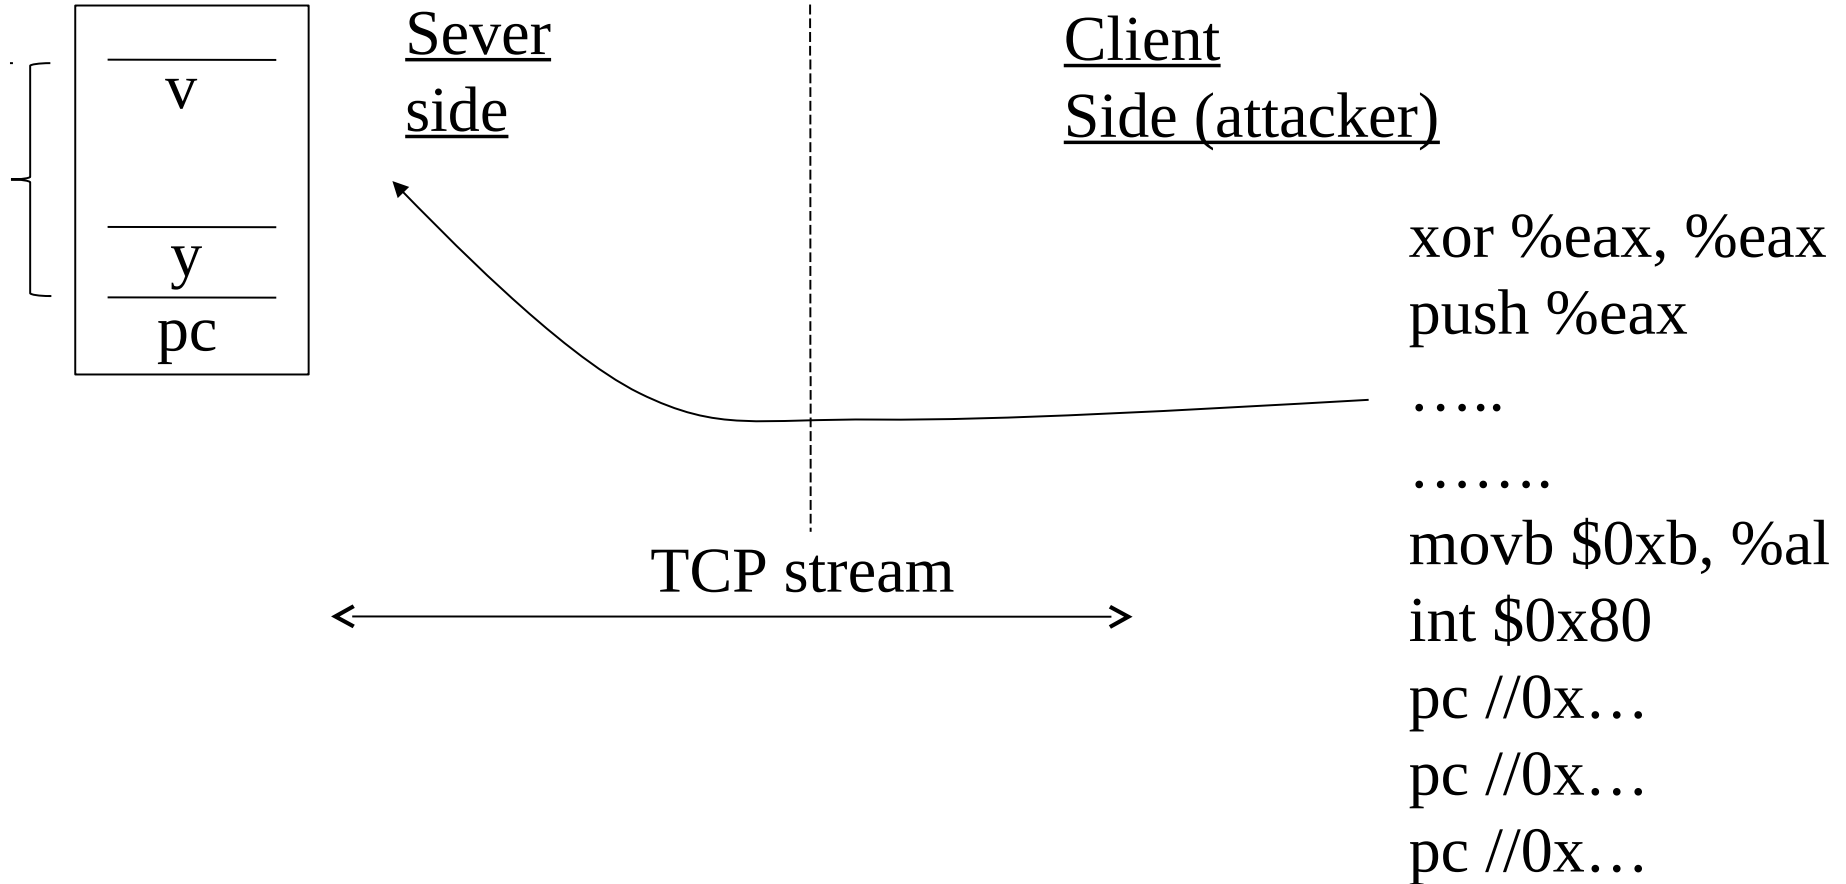 v
y
pc
Sever
side
Client
Side (attacker)
TCP stream
xor %eax, %eax
push %eax
…..
…….
movb $0xb, %al
int $0x80
pc //0x…
pc //0x…
pc //0x…